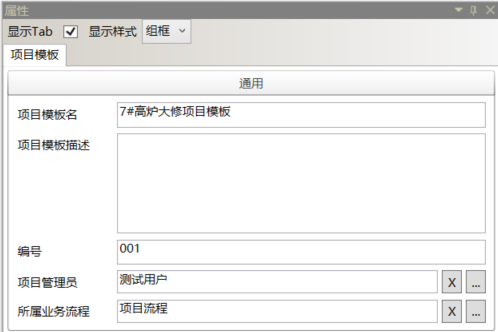 属性
显示Tab 显示样式 组框
项目模板
通用
项目模板名 7#高炉大修项目模板
项目模板描述
编号 001
项目管理员 测试用户 X ...
所属业务流程 项目流程 X ...